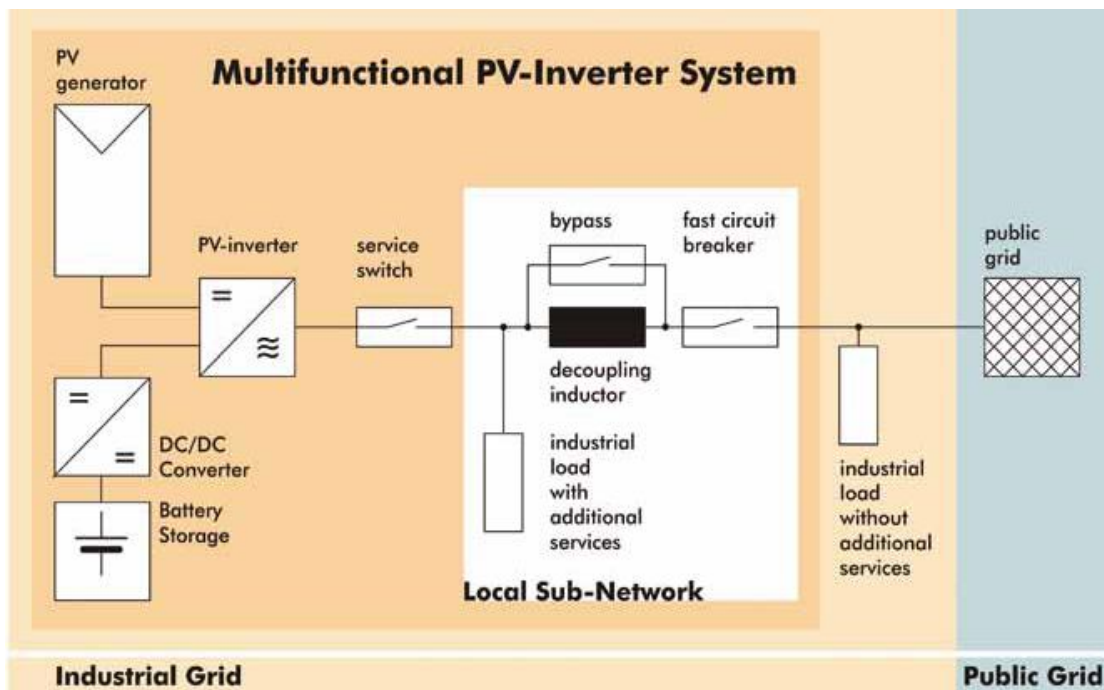 PV
generator
Multifunctional PV-Inverter System
PV-inverter
service
switch
bypass
fast circuit
breaker
public
grid
decoupling
inductor
DC/DC
Converter
industrial
load
with
additional
services
industrial
load
without
additional
services
Battery
Storage
Local Sub-Network
Industrial Grid
Public Grid